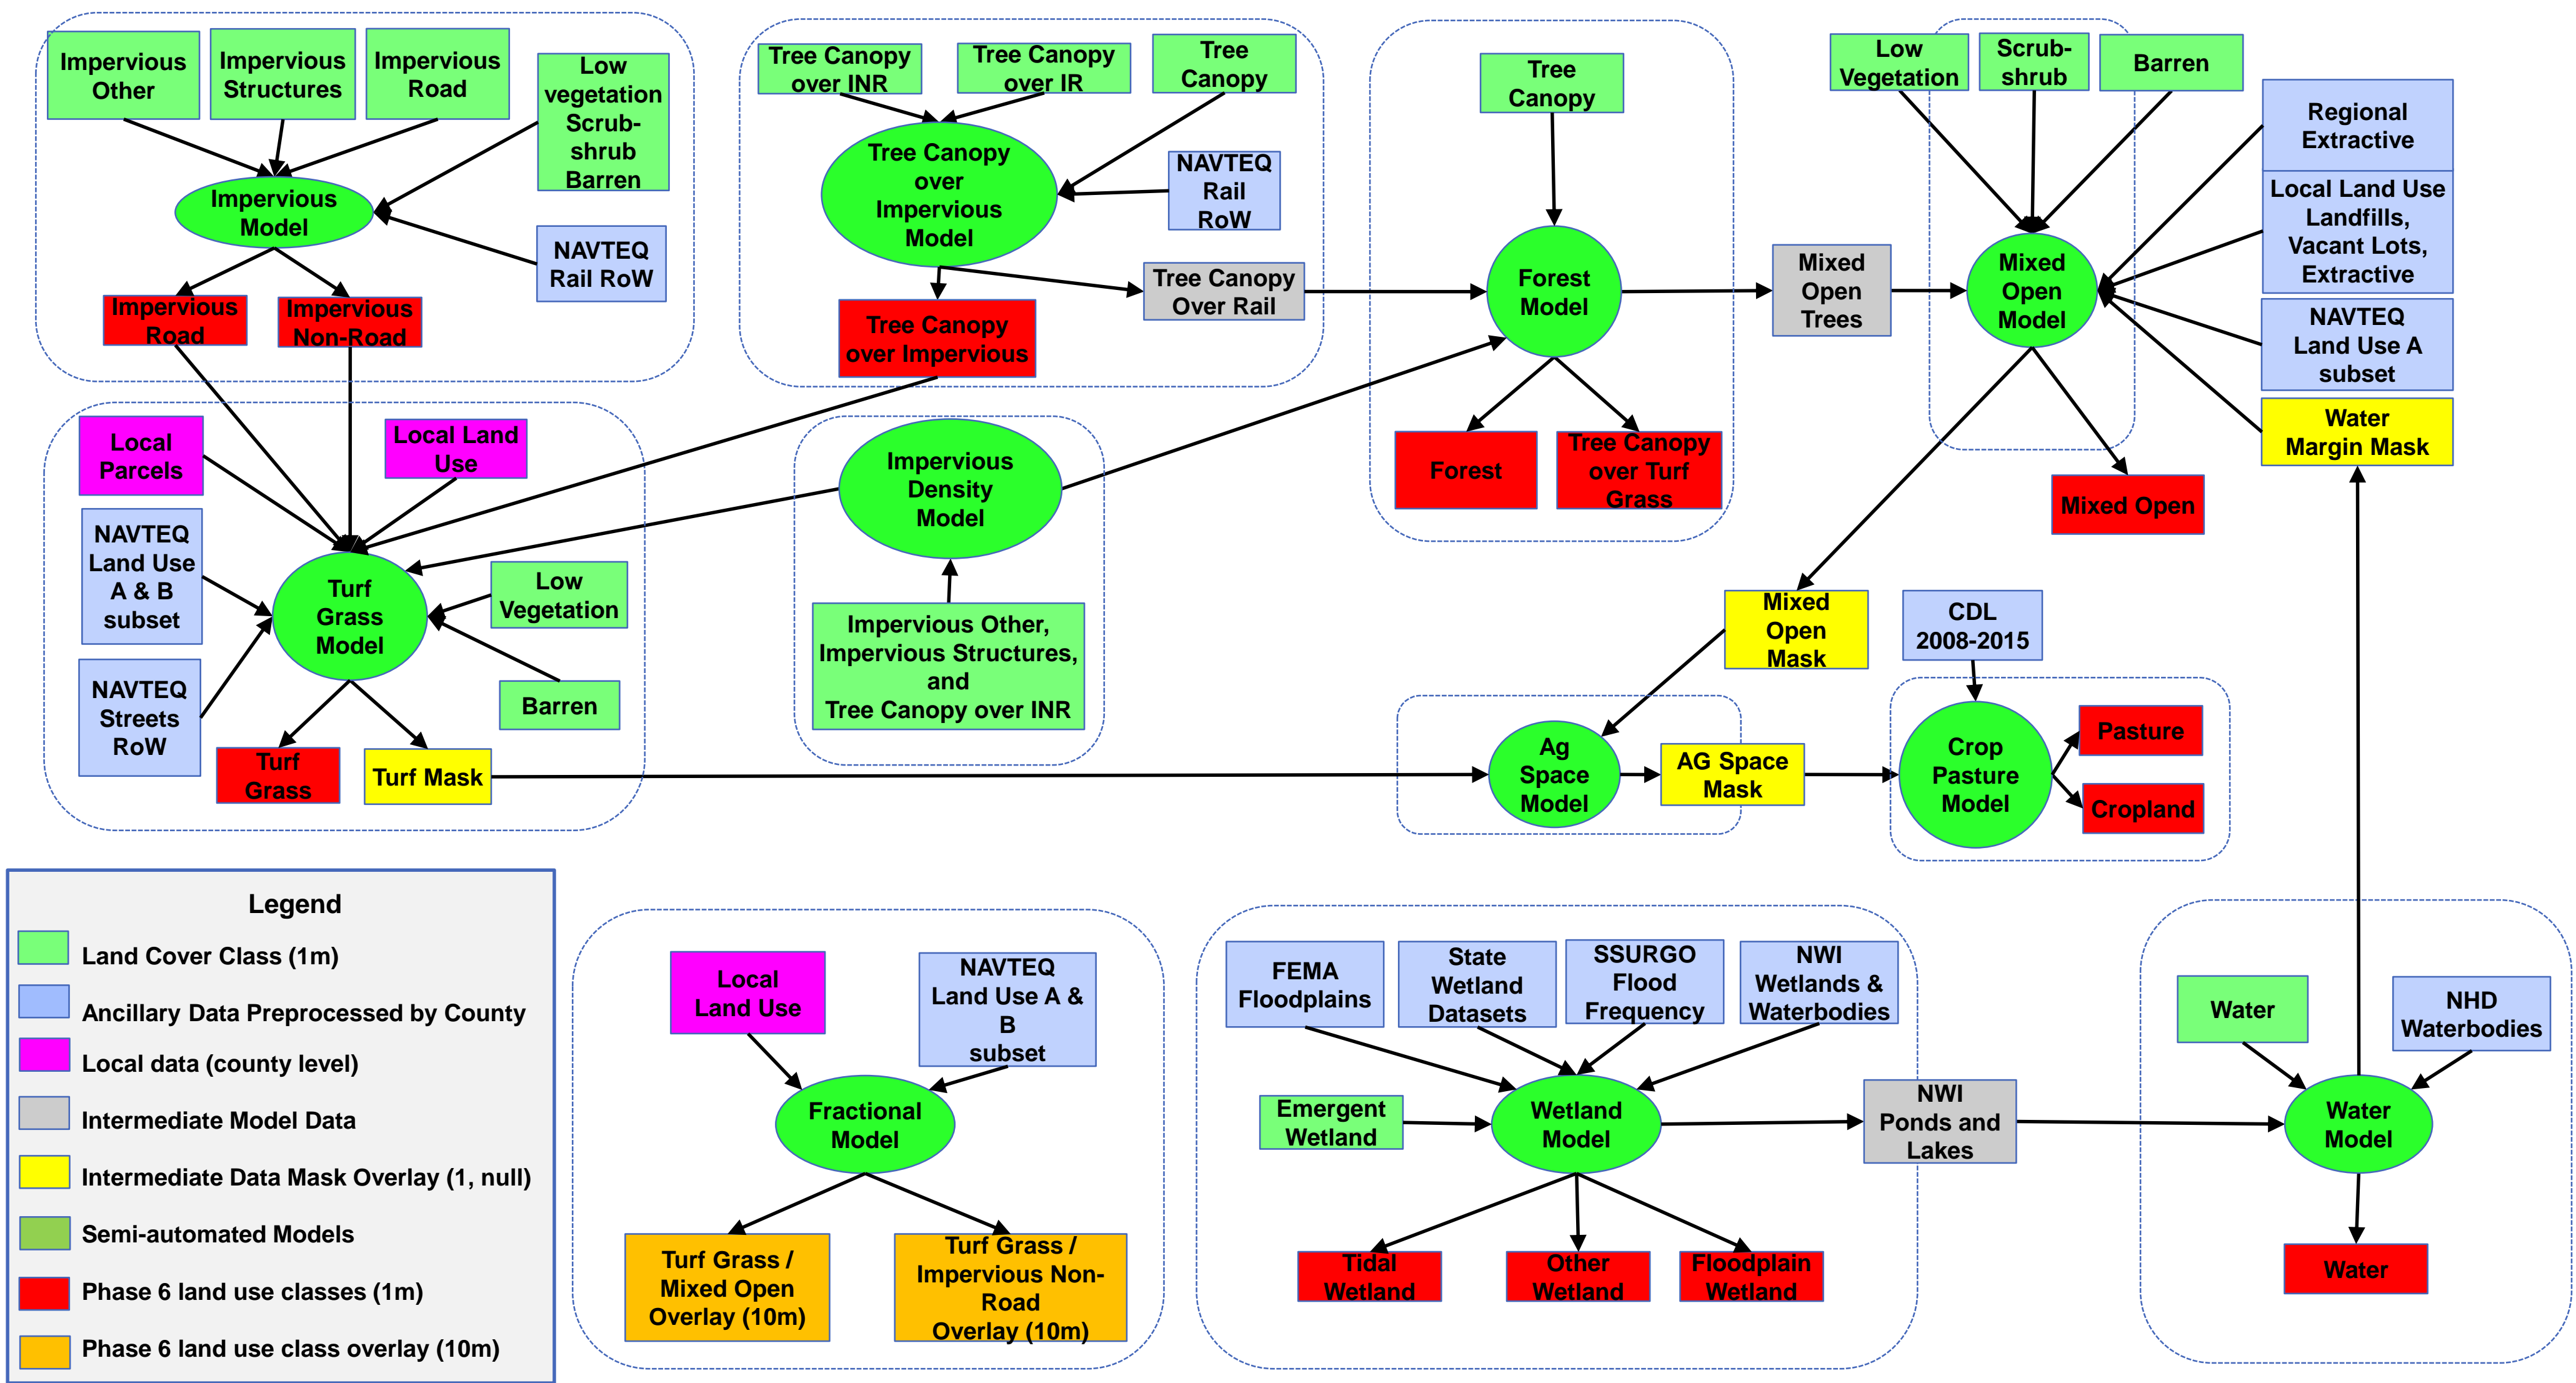 Impervious
Other
Impervious
Structures
Impervious
Road
Low
vegetation
Scrub-
shrub
Barren
Impervious
Model
NAVTEQ
Rail RoW
Impervious
Road
Impervious
Non-Road
Tree Canopy
over INR
Tree Canopy
over IR
Tree
Canopy
Tree Canopy
over
Impervious
Model
NAVTEQ
Rail
RoW
Tree Canopy
Over Rail
Tree Canopy
over Impervious
Tree
Canopy
Forest
Model
Forest
Tree Canopy
over Turf
Grass
Mixed
Open
Trees
Low
Vegetation
Scrub-
shrub
Barren
Mixed
Open
Model
Regional
Extractive
Local Land Use
Landfills,
Vacant Lots,
Extractive
NAVTEQ
Land Use A
subset
Water
Margin Mask
Mixed Open
Local
Parcels
Local Land
Use
NAVTEQ
Land Use
A & B
subset
NAVTEQ
Streets
RoW
Turf
Grass
Model
Low
Vegetation
Barren
Turf
Grass
Turf Mask
Impervious
Density
Model
Impervious Other,
Impervious Structures,
and
Tree Canopy over INR
Mixed
Open
Mask
CDL
2008-2015
Ag
Space
Model
AG Space
Mask
Crop
Pasture
Model
Pasture
Cropland
Legend
Land Cover Class (1m)
Ancillary Data Preprocessed by County
Local data (county level)
Intermediate Model Data
Intermediate Data Mask Overlay (1, null)
Semi-automated Models
Phase 6 land use classes (1m)
Phase 6 land use class overlay (10m)
Local
Land Use
NAVTEQ
Land Use A &
B
subset
Fractional
Model
Turf Grass /
Mixed Open
Overlay (10m)
Turf Grass /
Impervious Non-
Road
Overlay (10m)
FEMA
Floodplains
State
Wetland
Datasets
SSURGO
Flood
Frequency
NWI
Wetlands &
Waterbodies
Emergent
Wetland
Wetland
Model
NWI
Ponds and
Lakes
Tidal
Wetland
Other
Wetland
Floodplain
Wetland
Water
NHD
Waterbodies
Water
Model
Water